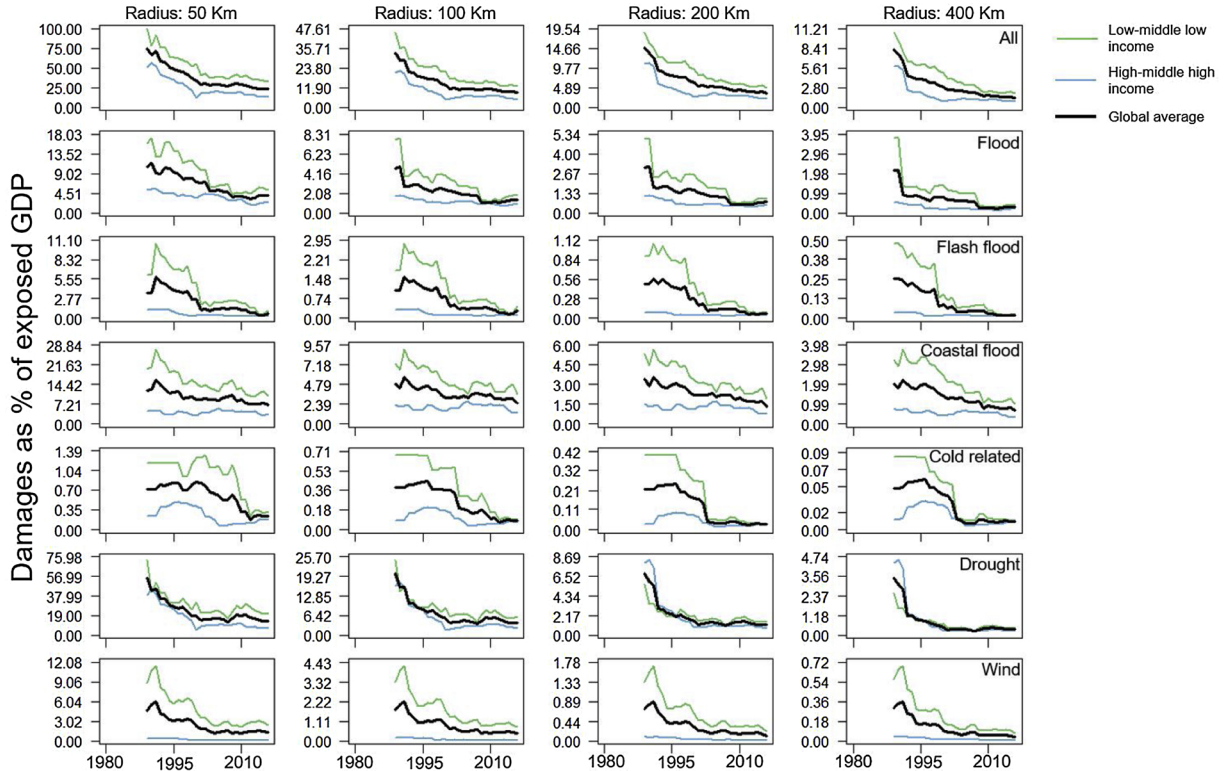 Radius: 50 Km Radius: 100 Km Radius: 200 Km Radius: 400 Km
Low-middle low income
High-middle high income
Global average
Damages as % of exposed GDP
100.00 47.61 19.54 11.21 All
75.00 35.71 14.66 8.41
50.00 23.80 9.77 5.61
25.00 11.90 4.89 2.80
0.00 0.00 0.00 0.00
18.03 8.31 5.34 3.95 Flood
13.52 6.23 4.00 2.96
9.02 4.16 2.67 1.98
4.51 2.08 1.33 0.99
0.00 0.00 0.00 0.00
11.10 2.95 1.12 0.50 Flash flood
8.32 2.21 0.84 0.38
5.55 1.48 0.56 0.25
2.77 0.74 0.28 0.13
0.00 0.00 0.00 0.00
28.84 9.57 6.00 3.98 Coastal flood
21.63 7.18 4.50 2.98
14.42 4.79 3.00 1.99
7.21 2.39 1.50 0.99
0.00 0.00 0.00 0.00
1.39 0.71 0.42 0.09 Cold related
1.04 0.53 0.32 0.07
0.70 0.36 0.21 0.05
0.35 0.18 0.11 0.02
0.00 0.00 0.00 0.00
75.98 25.70 8.69 4.74 Drought
56.99 19.27 6.52 3.56
37.99 12.85 4.34 2.37
19.00 6.42 2.17 1.18
0.00 0.00 0.00 0.00
12.08 4.43 1.78 0.72 Wind
9.06 3.32 1.33 0.54
6.04 2.22 0.89 0.36
3.02 1.11 0.44 0.18
0.00 0.00 0.00 0.00
1980 1995 2010 1980 1995 2010 1980 1995 2010 1980 1995 2010